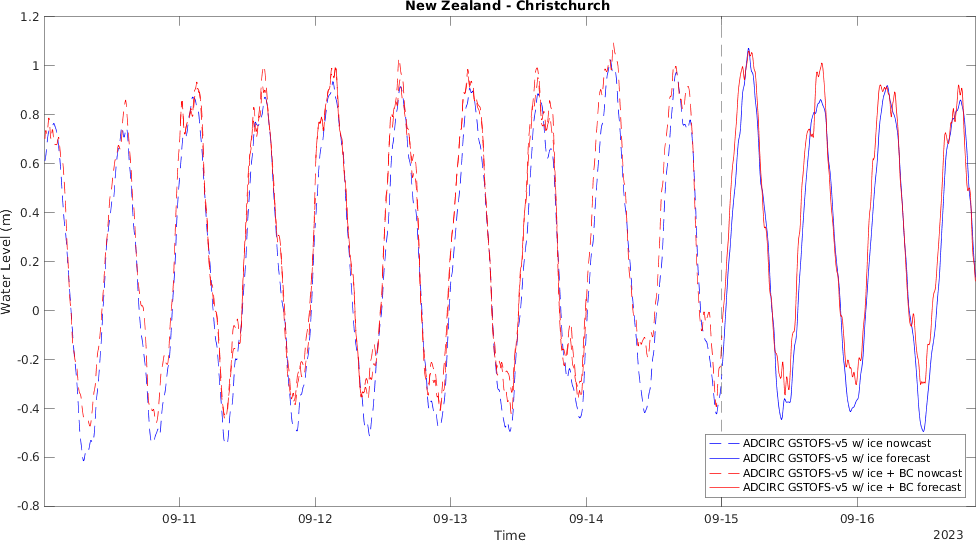 New Zealand - Christchurch
1.2
1
0.8
0.6
0.4
0.2
0
-0.2
-0.4
-0.6
-0.8
Water Level (m)
ADCIRC GSTOFS-v5 w/ ice nowcast
ADCIRC GSTOFS-v5 w/ ice forecast
ADCIRC GSTOFS-v5 w/ ice + BC nowcast
ADCIRC GSTOFS-v5 w/ ice + BC forecast
09-11 09-12 09-13 09-14 09-15 09-16
Time
2023